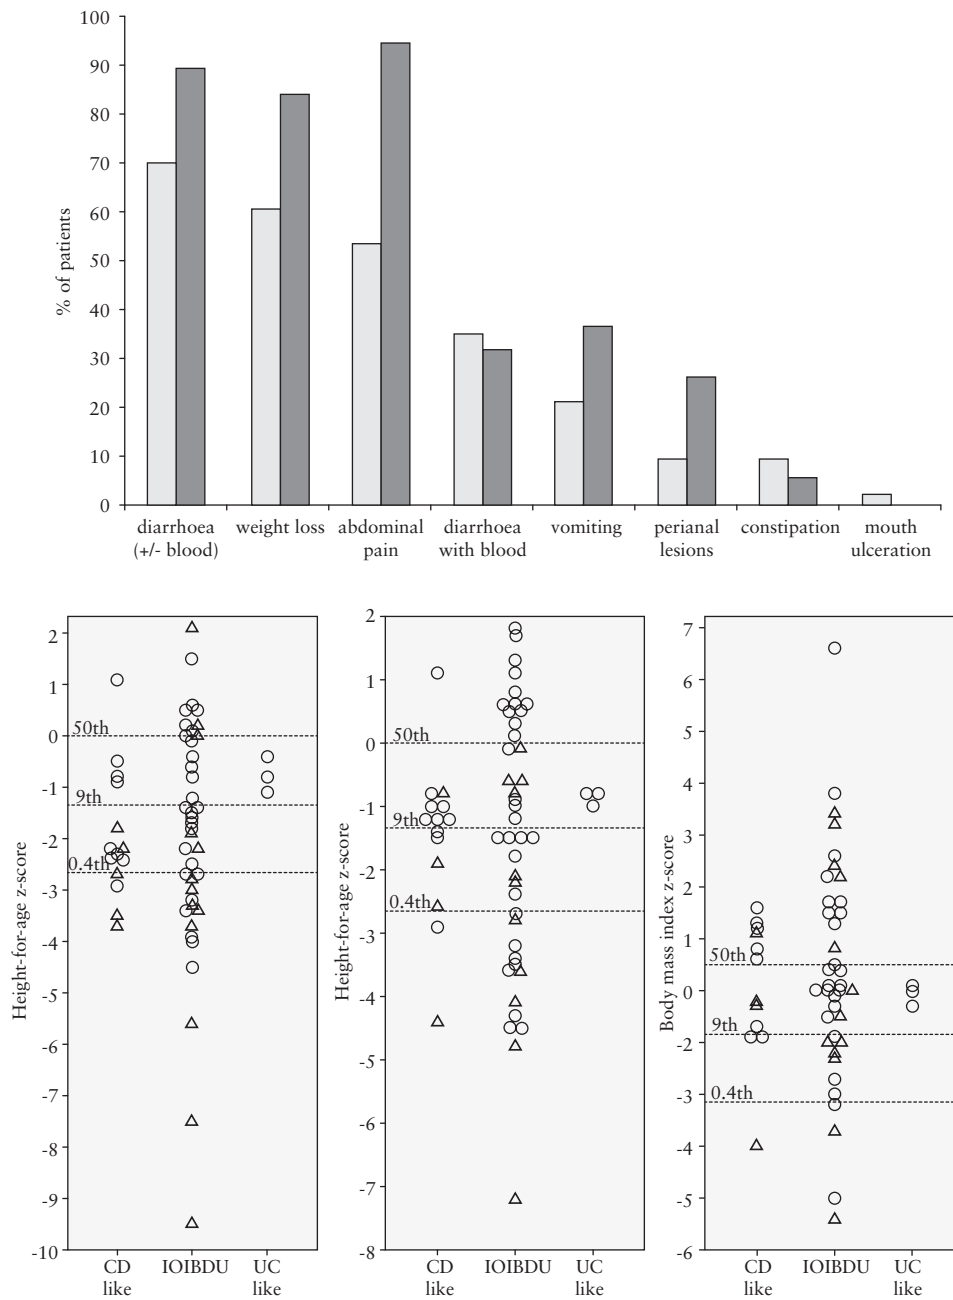 100
90
80
70
60
50
40
30
20
10
0
% of patients
diarrhoea
(+/- blood)
weight loss
abdominal
pain
diarrhoea
with blood
vomiting
perianal
lesions
constipation
mouth
ulceration
2
1
0
-1
-2
-3
-4
-5
-6
-7
-8
-9
-10
Height-for-age z-score
50th
9th
0.4th
CD
like
IOIBDU
UC
like
2
1
0
-1
-2
-3
-4
-5
-6
-7
-8
Height-for-age z-score
50th
9th
0.4th
CD
like
IOIBDU
UC
like
7
6
5
4
3
2
1
0
-2
-3
-4
-5
-6
Body mass index z-score
50th
9th
0.4th
CD
like
IOIBDU
UC
like